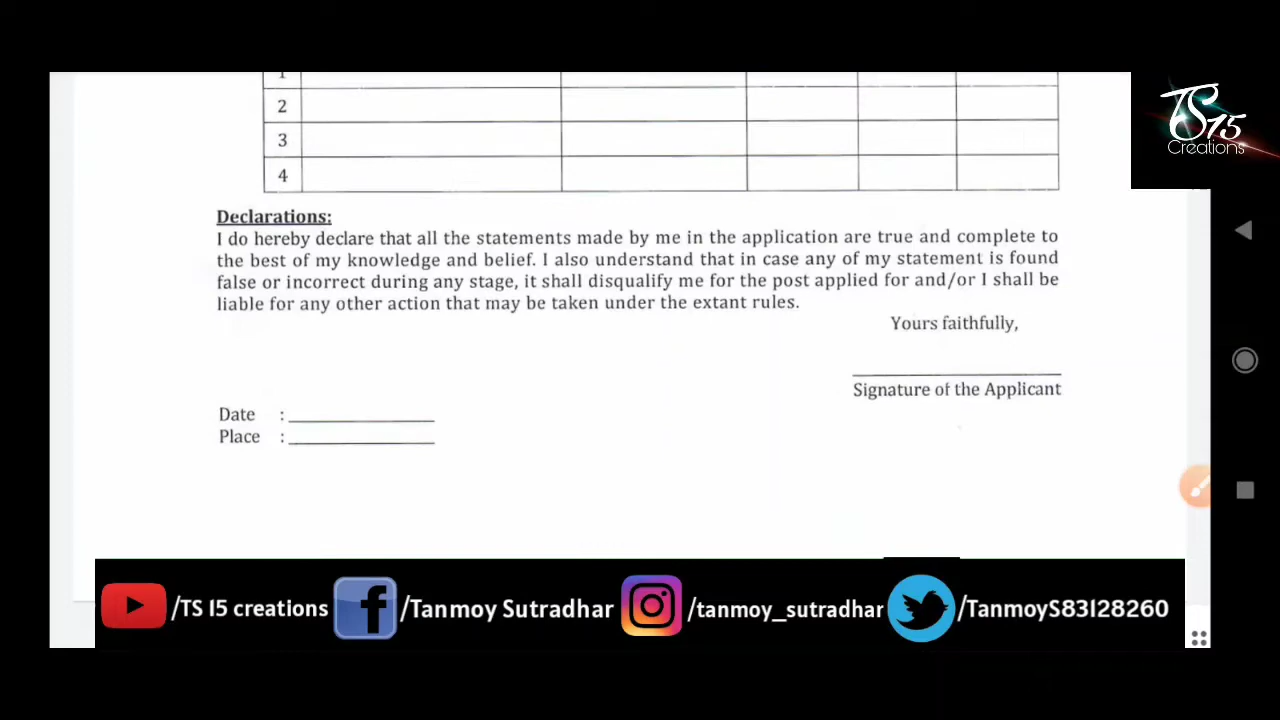 1
2
3
4
TS15
Creations
Declarations:
I do hereby declare that all the statements made by me in the application are true and complete to
the best of my knowledge and belief. I also understand that in case any of my statement is found
false or incorrect during any stage, it shall disqualify me for the post applied for and/or I shall be
liable for any other action that may be taken under the extant rules.
Yours faithfully,
Signature of the Applicant
Date : ____________
Place : ____________
/TS 15 creations
/Tanmoy Sutradhar
/tanmoy_sutradhar
/TanmoyS83128260